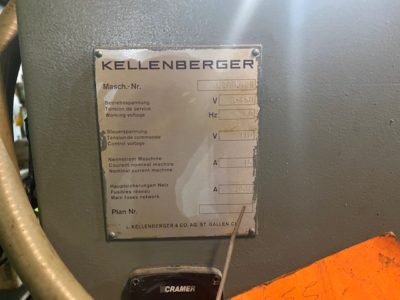 KELLENBERGER
Masch.-Nr.
Betriebsspannung V
Tension de service
Working voltage Hz
Steuerspannung V
Tension de commande
Control voltage
Nennstrom Maschine A
Courant nominal machine
Nominal current machine
Hauptsicherungen Netz A
Fusibles réseau
Main fuses network
Plan Nr.
L. KELLENBERGER & CO. AG. ST. GALLEN CH
CRAMER